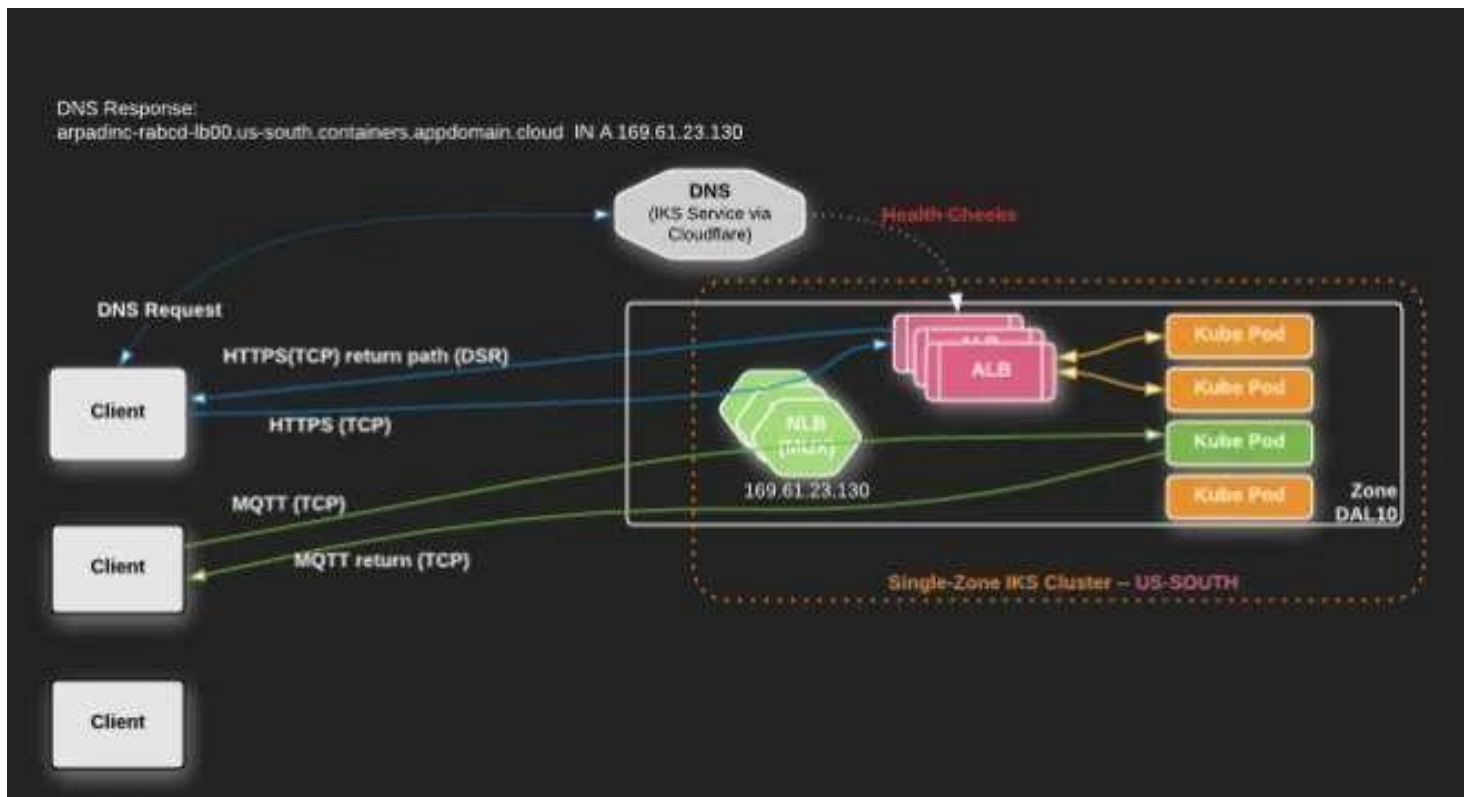 DNS Response:
arpadinc-rabcd-lb00.us-south.containers.appdomain.cloud IN A 169.61.23.130
DNS
(IKS Service via
Cloudflare)
Health Checks
DNS Request
HTTPS(TCP) return path (DSR)
HTTPS (TCP)
Client
ALB
ALB
Kube Pod
Kube Pod
Kube Pod
Kube Pod
NLB
(MUX)
169.61.23.130
Zone
DAL10
MQTT (TCP)
MQTT return (TCP)
Client
Single-Zone IKS Cluster – US-SOUTH
Client